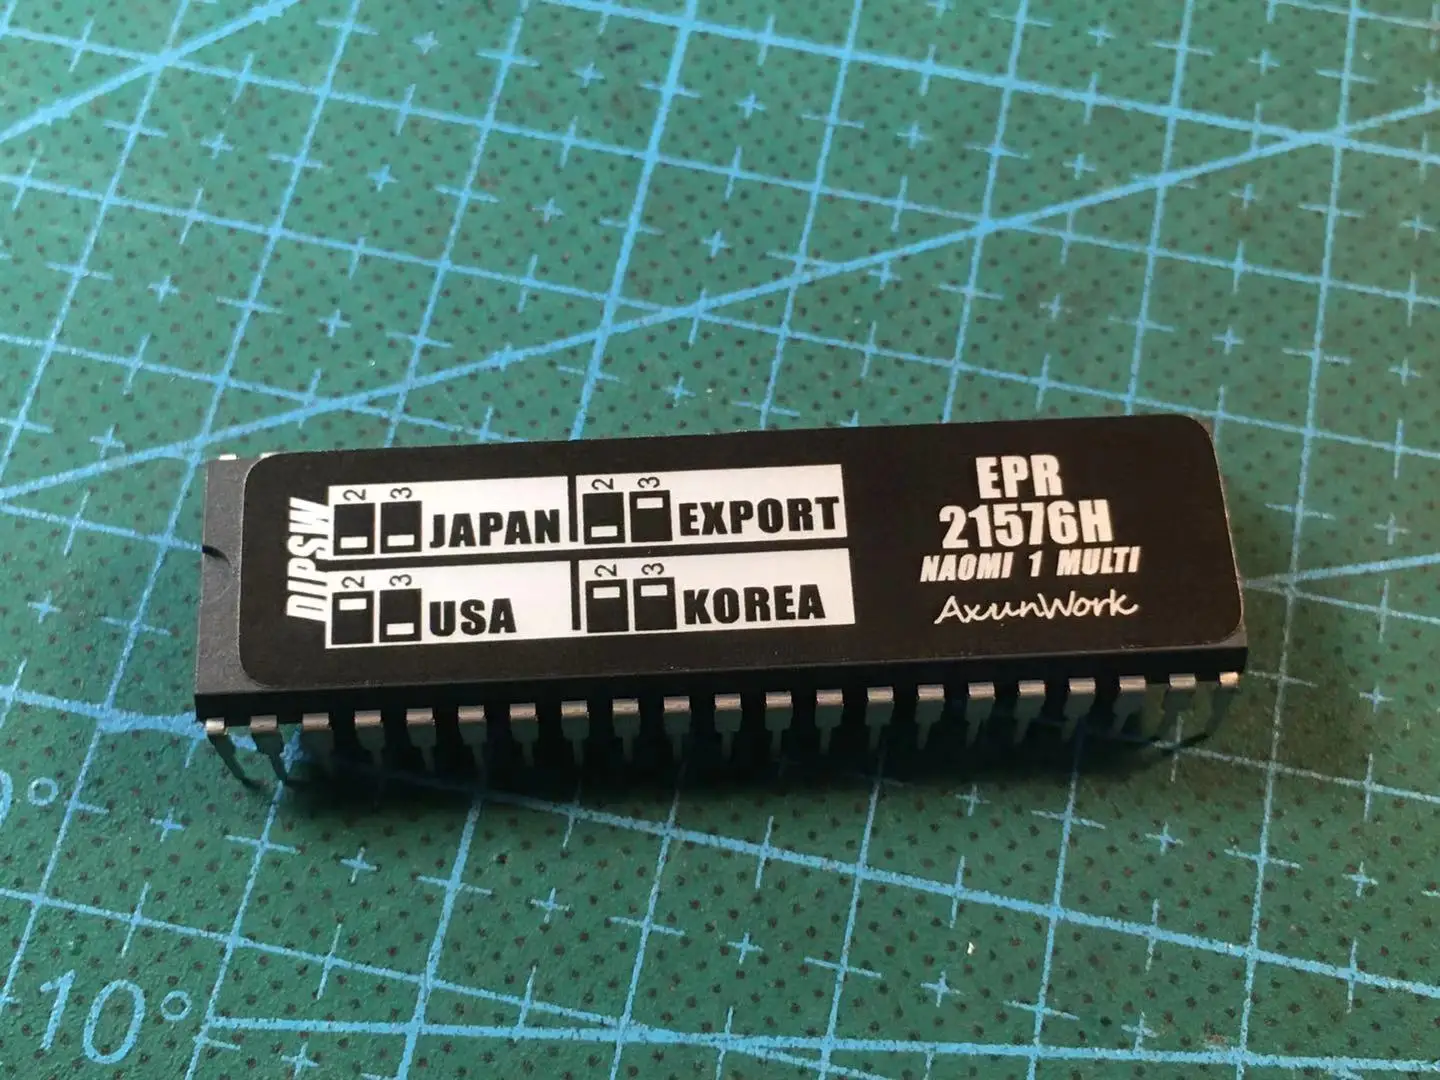 DIPSW
2 3 JAPAN
2 3 EXPORT
2 3 USA
2 3 KOREA
EPR
21576H
NAOMI 1 MULTI
AxunWork
0°
10°